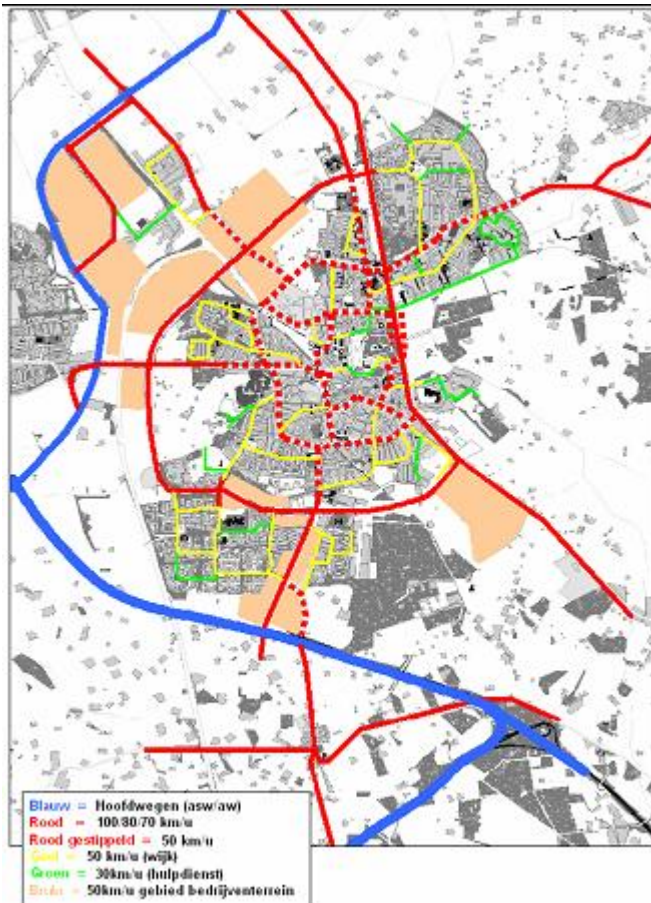 Blauw = Hoofdwegen (asw/aw)
Rood = 100/80/70 km/u
Rood gestippeld = 50 km/u
Geel = 50 km/u (wijk)
Groen = 30km/u (hulpdienst)
Bruin = 50km/u gebied bedrijventerrein